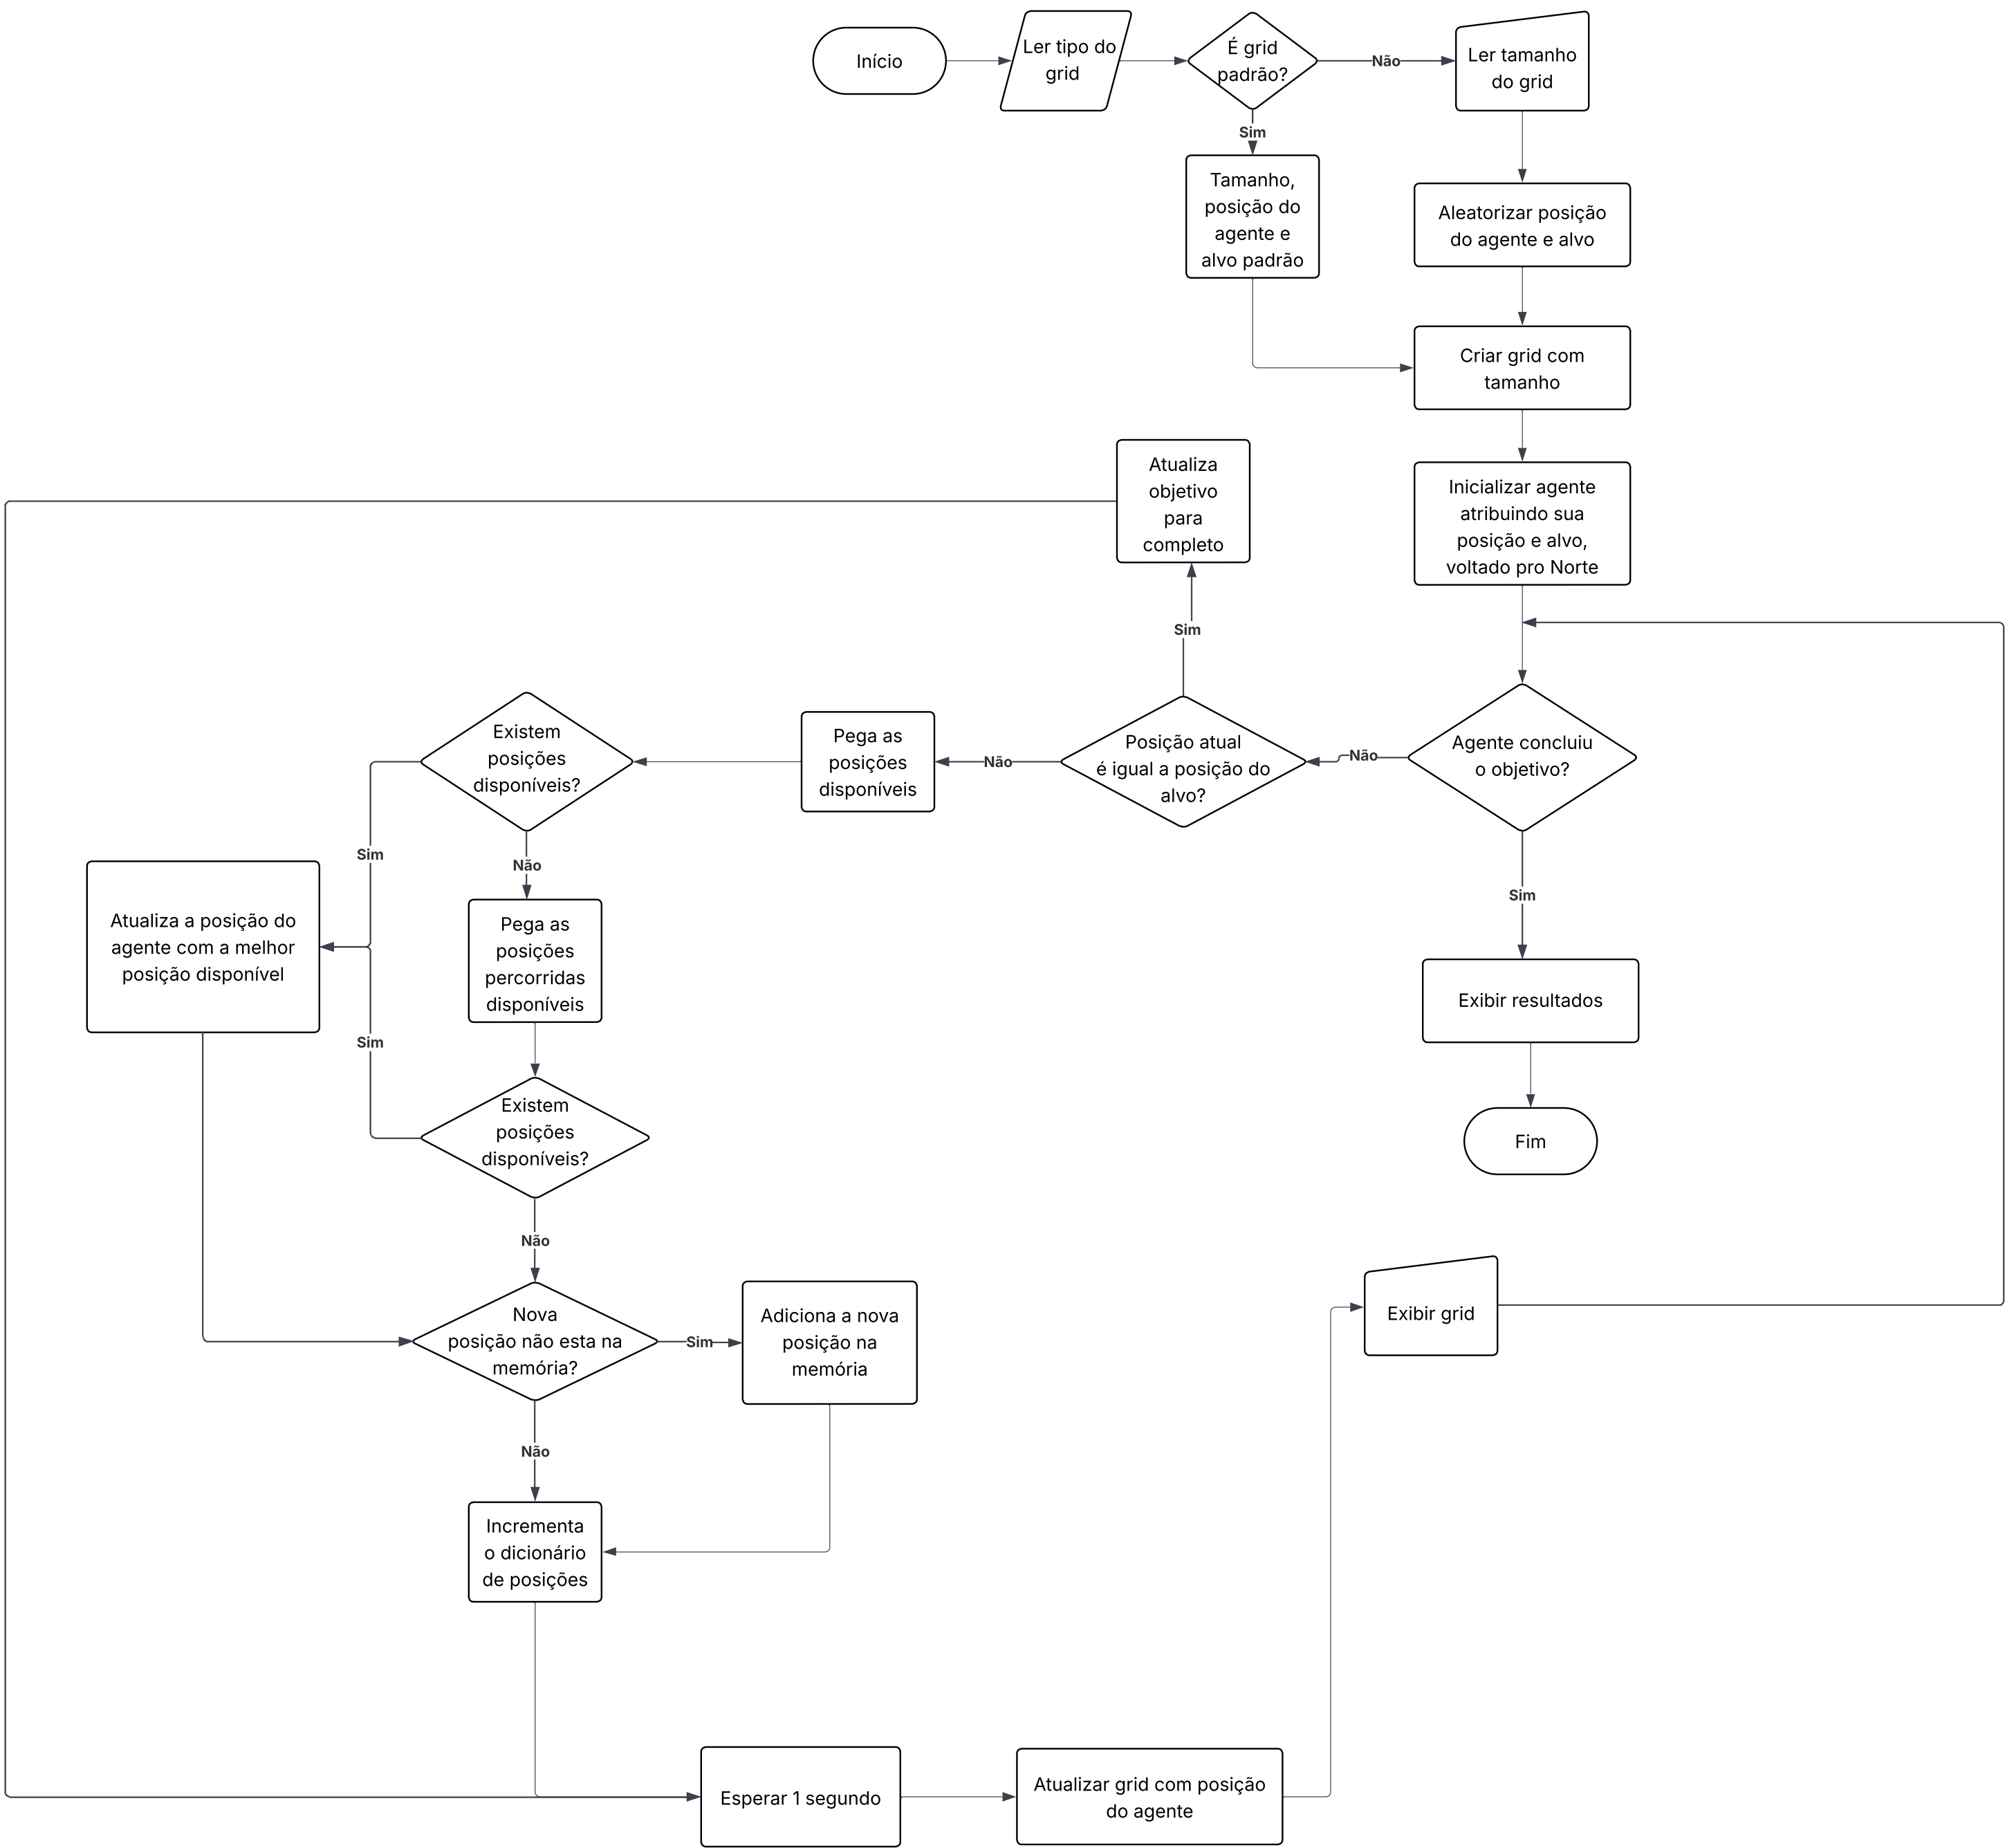 Início
Ler tipo do
grid
É grid
padrão?
Não
Ler tamanho
do grid
Sim
Tamanho,
posição do
agente e
alvo padrão
Aleatorizar posição
do agente e alvo
Criar grid com
tamanho
Inicializar agente
atribuindo sua
posição e alvo,
voltado pro Norte
Atualiza
objetivo
para
completo
Sim
Agente concluiu
o objetivo?
Não
Posição atual
é igual a posição do
alvo?
Não
Pega as
posições
disponíveis
Existem
posições
disponíveis?
Sim
Não
Sim
Atualiza a posição do
agente com a melhor
posição disponível
Pega as
posições
percorridas
disponíveis
Exibir resultados
Sim
Existem
posições
disponíveis?
Fim
Não
Nova
posição não esta na
memória?
Sim
Adiciona a nova
posição na
memória
Exibir grid
Não
Incrementa
o dicionário
de posições
Esperar 1 segundo
Atualizar grid com posição
do agente